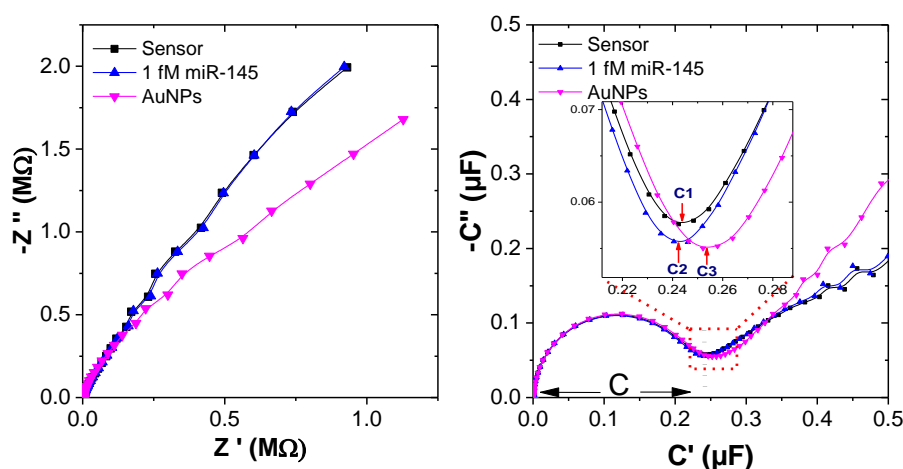 Sensor
1 fM miR-145
AuNPs
2.0
1.5
1.0
0.5
0.0
-Z'' (MΩ)
0.0 0.5 1.0
Z ' (MΩ)
Sensor
1 fM miR-145
AuNPs
-0.5
0.4
0.3
0.2
0.1
0.0
-C'' (µF)
0.07
0.06
C1
C2 C3
0.22 0.24 0.26 0.28
C
0.0 0.1 0.2 0.3 0.4 0.5
C' (µF)